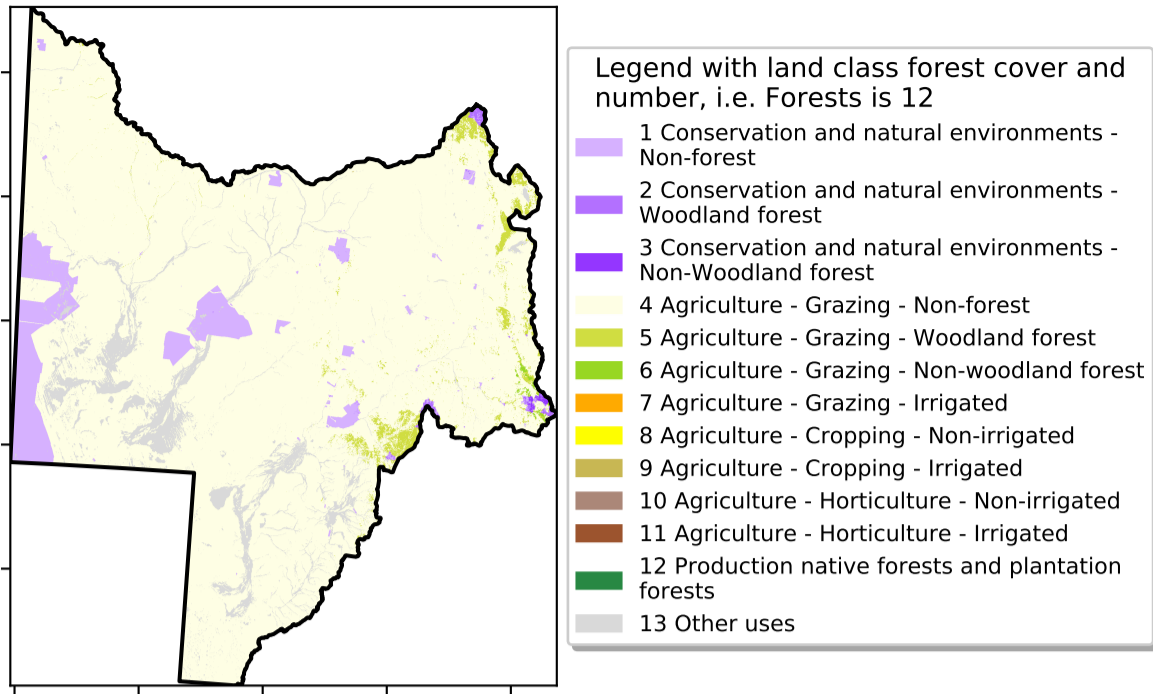 Legend with land class forest cover and
number, i.e. Forests is 12
1 Conservation and natural environments -
Non-forest
2 Conservation and natural environments -
Woodland forest
3 Conservation and natural environments -
Non-Woodland forest
4 Agriculture - Grazing - Non-forest
5 Agriculture - Grazing - Woodland forest
6 Agriculture - Grazing - Non-woodland forest
7 Agriculture - Grazing - Irrigated
8 Agriculture - Cropping - Non-irrigated
9 Agriculture - Cropping - Irrigated
10 Agriculture - Horticulture - Non-irrigated
11 Agriculture - Horticulture - Irrigated
12 Production native forests and plantation
forests
13 Other uses